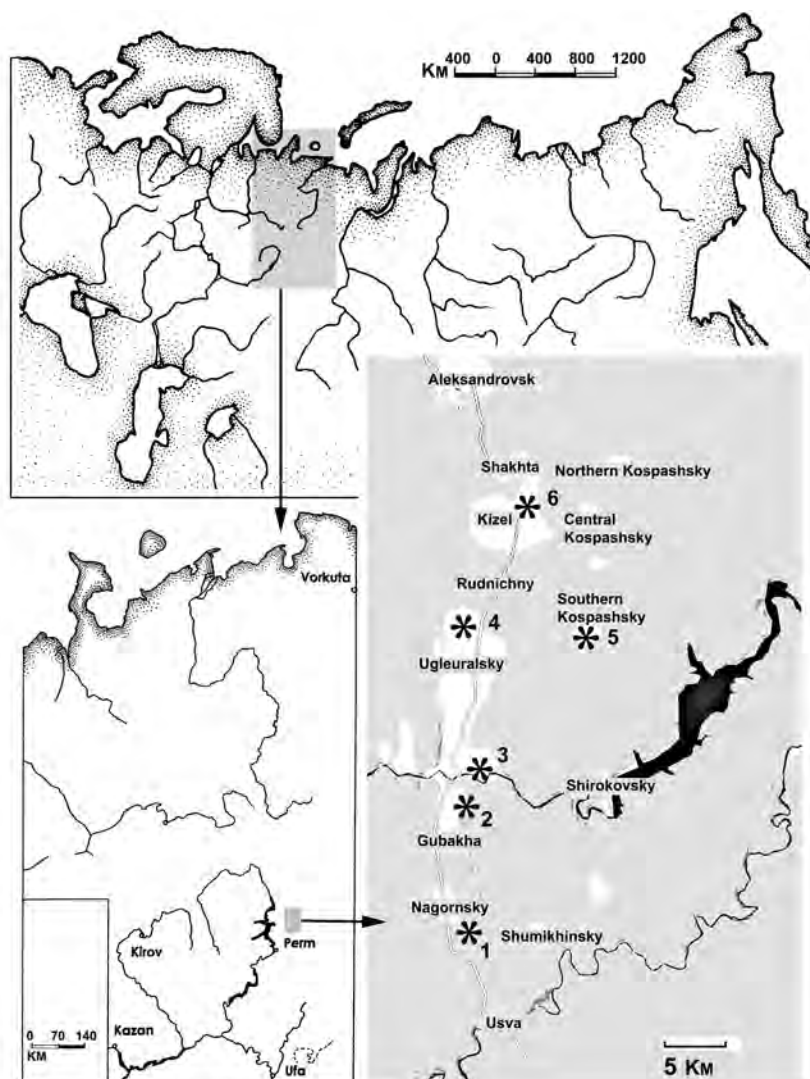 KM
400 0 400 800 1200
Aleksandrovsk
Shakhta
Northern Kospashsky
6
Kizel
Central
Kospashsky
Vorkuta
Rudnichny
Southern
Kospashsky
4
5
Ugleuralsky
3
Shirokovsky
2
Gubakha
Nagornsky
1
Shumikhinsky
Perm
Kirov
Usva
Kazan
0 70 140
KM
Ufa
5 KM